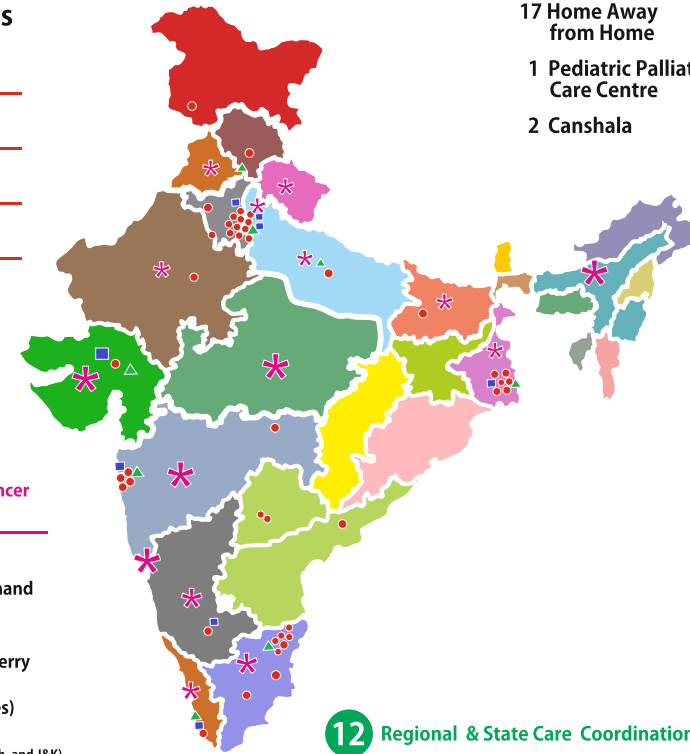 s
17 Home Away
from Home
1 Pediatric Palliat
Care Centre
2 Canshala
ncer
hand
erry
s)
12 Regional & State Care Coordination